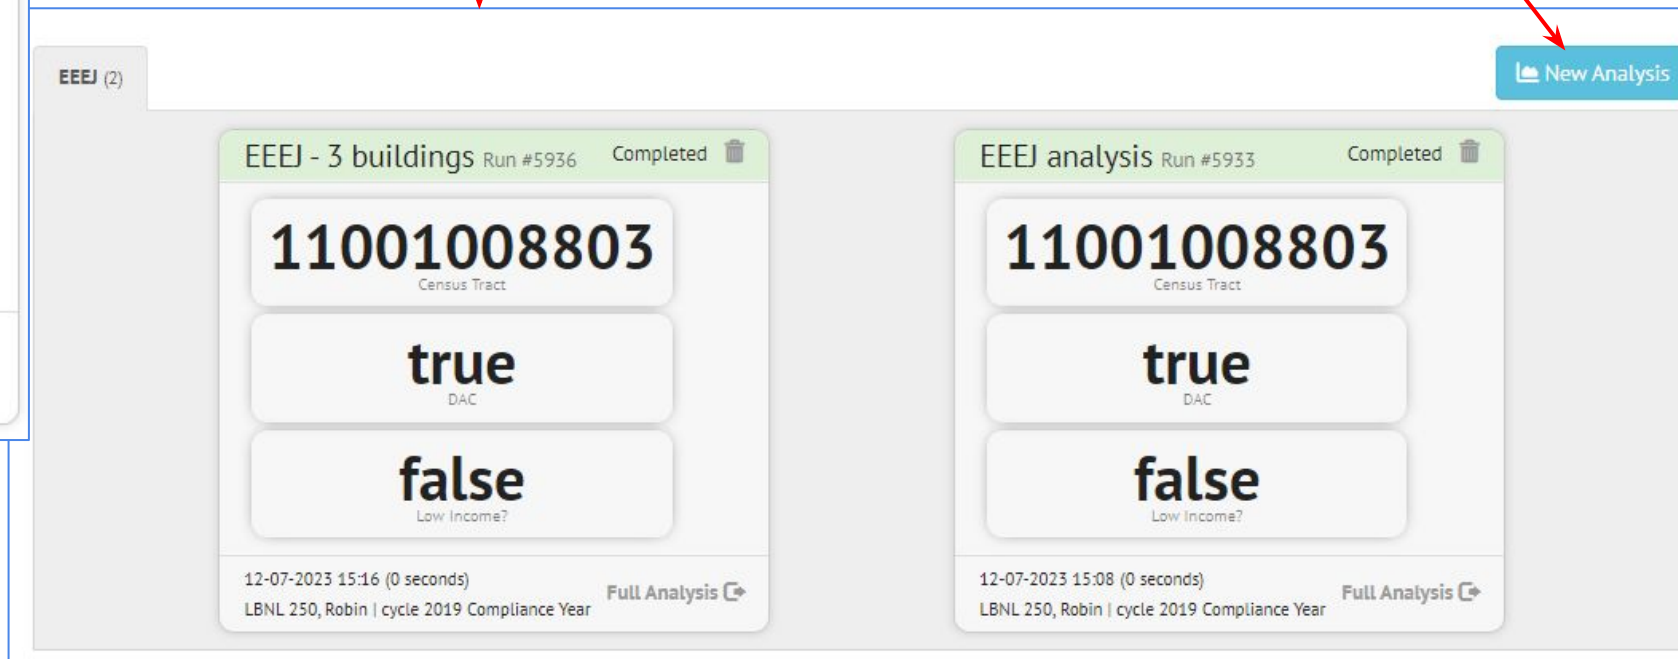 EEEJ (2)
New Analysis
EEEJ - 3 buildings Run #5936 Completed
11001008803
Census Tract
true
DAC
false
Low Income?
12-07-2023 15:16 (0 seconds)
LBNL 250, Robin | cycle 2019 Compliance Year
Full Analysis
EEEJ analysis Run #5933 Completed
11001008803
Census Tract
true
DAC
false
Low Income?
12-07-2023 15:08 (0 seconds)
LBNL 250, Robin | cycle 2019 Compliance Year
Full Analysis